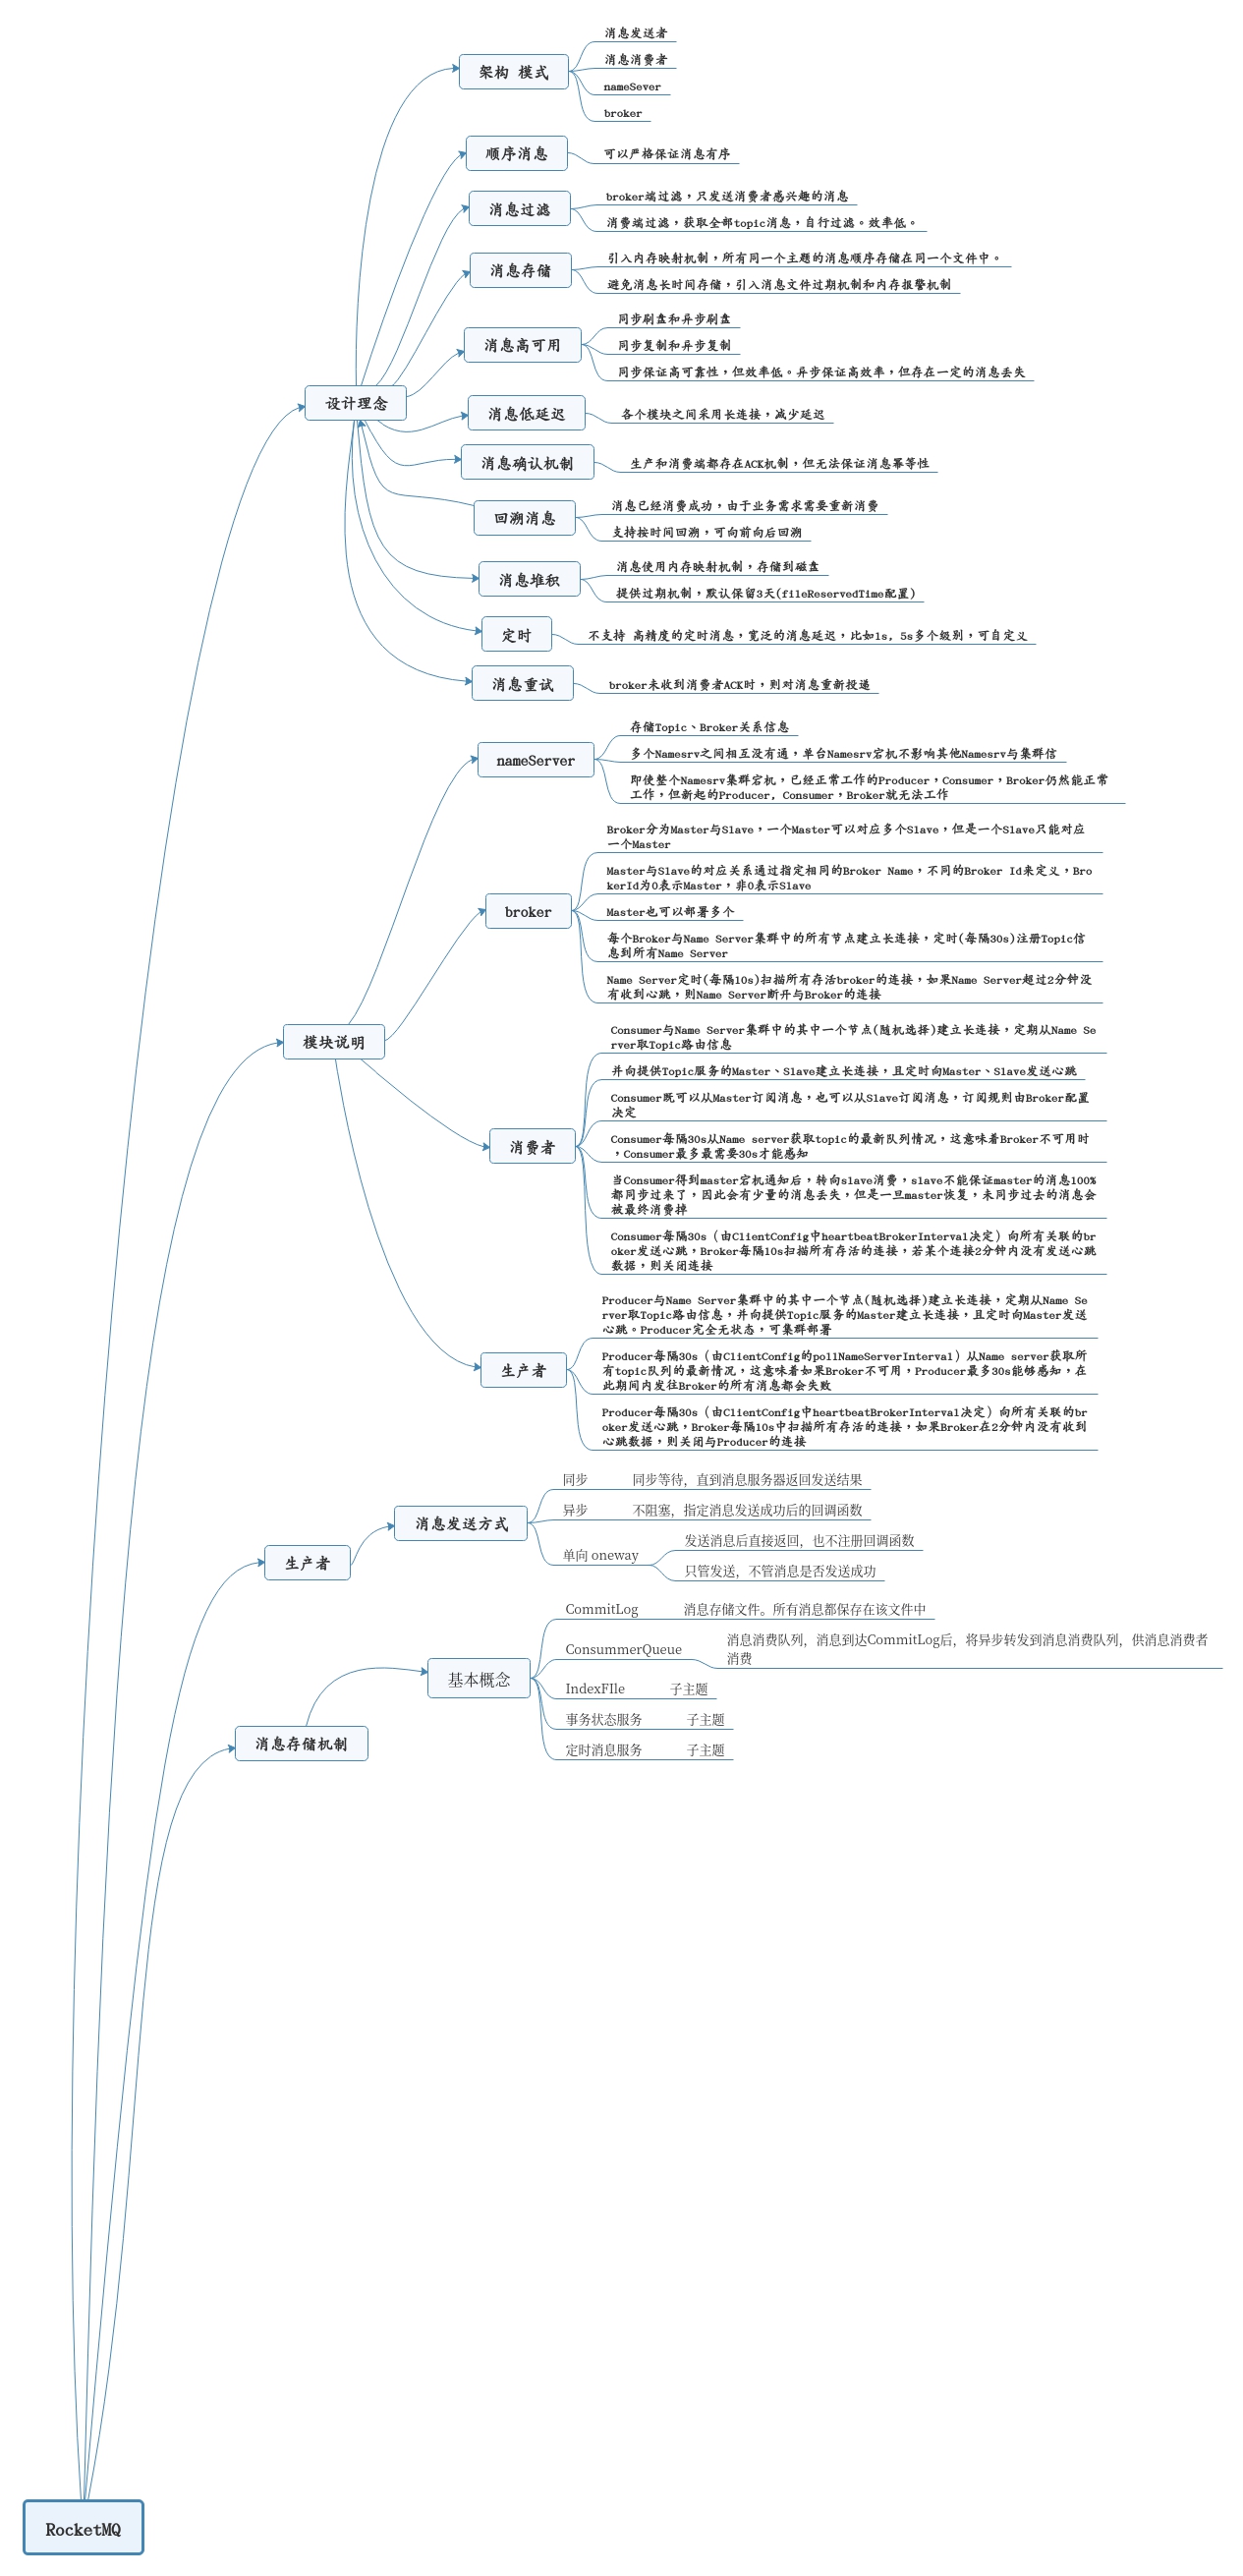 消息发送者
消息消费者
架构 模式
nameSever
broker
顺序消息
可以严格保证消息有序
消息过滤
broker端过滤，只发送消费者感兴趣的消息
消费端过滤，获取全部topic消息，自行过滤。效率低。
消息存储
引入内存映射机制，所有同一个主题的消息顺序存储在同一个文件中。
避免消息长时间存储，引入消息文件过期机制和内存报警机制
消息高可用
同步刷盘和异步刷盘
同步复制和异步复制
同步保证高可靠性，但效率低。异步保证高效率，但存在一定的消息丢失
设计理念
消息低延迟
各个模块之间采用长连接，减少延迟
消息确认机制
生产和消费端都存在ACK机制，但无法保证消息幂等性
回溯消息
消息已经消费成功，由于业务需求需要重新消费
支持按时间回溯，可向前向后回溯
消息堆积
消息使用内存映射机制，存储到磁盘
提供过期机制，默认保留3天(fileReservedTime配置)
定时
不支持 高精度的定时消息，宽泛的消息延迟，比如1s, 5s多个级别，可自定义
消息重试
broker未收到消费者ACK时，则对消息重新投递
nameServer
存储Topic、Broker关系信息
多个Namesrv之间相互没有通，单台Namesrv宕机不影响其他Namesrv与集群信
即使整个Namesrv集群宕机，已经正常工作的Producer，Consumer，Broker仍然能正常
工作，但新起的Producer, Consumer，Broker就无法工作
broker
Broker分为Master与Slave，一个Master可以对应多个Slave，但是一个Slave只能对应
一个Master
Master与Slave的对应关系通过指定相同的Broker Name，不同的Broker Id来定义，Bro
kerId为0表示Master，非0表示Slave
Master也可以部署多个
每个Broker与Name Server集群中的所有节点建立长连接，定时(每隔30s)注册Topic信
息到所有Name Server
Name Server定时(每隔10s)扫描所有存活broker的连接，如果Name Server超过2分钟没
有收到心跳，则Name Server断开与Broker的连接
模块说明
消费者
Consumer与Name Server集群中的其中一个节点(随机选择)建立长连接，定期从Name Se
rver取Topic路由信息
并向提供Topic服务的Master、Slave建立长连接，且定时向Master、Slave发送心跳
Consumer既可以从Master订阅消息，也可以从Slave订阅消息，订阅规则由Broker配置
决定
Consumer每隔30s从Name server获取topic的最新队列情况，这意味着Broker不可用时
，Consumer最多最需要30s才能感知
当Consumer得到master宕机通知后，转向slave消费，slave不能保证master的消息100%
都同步过来了，因此会有少量的消息丢失，但是一旦master恢复，未同步过去的消息会
被最终消费掉
Consumer每隔30s（由ClientConfig中heartbeatBrokerInterval决定）向所有关联的br
oker发送心跳，Broker每隔10s扫描所有存活的连接，若某个连接2分钟内没有发送心跳
数据，则关闭连接
生产者
Producer与Name Server集群中的其中一个节点(随机选择)建立长连接，定期从Name Se
rver取Topic路由信息，并向提供Topic服务的Master建立长连接，且定时向Master发送
心跳。Producer完全无状态，可集群部署
Producer每隔30s（由ClientConfig的pollNameServerInterval）从Name server获取所
有topic队列的最新情况，这意味着如果Broker不可用，Producer最多30s能够感知，在
此期间内发往Broker的所有消息都会失败
Producer每隔30s（由ClientConfig中heartbeatBrokerInterval决定）向所有关联的br
oker发送心跳，Broker每隔10s中扫描所有存活的连接，如果Broker在2分钟内没有收到
心跳数据，则关闭与Producer的连接
生产者
消息发送方式
同步 同步等待，直到消息服务器返回发送结果
异步 不阻塞，指定消息发送成功后的回调函数
单向 oneway
发送消息后直接返回，也不注册回调函数
只管发送，不管消息是否发送成功
消息存储机制
基本概念
CommitLog 消息存储文件。所有消息都保存在该文件中
ConsummerQueue
消息消费队列，消息到达CommitLog后，将异步转发到消息消费队列，供消息消费者
消费
IndexFIle 子主题
事务状态服务 子主题
定时消息服务 子主题
RocketMQ